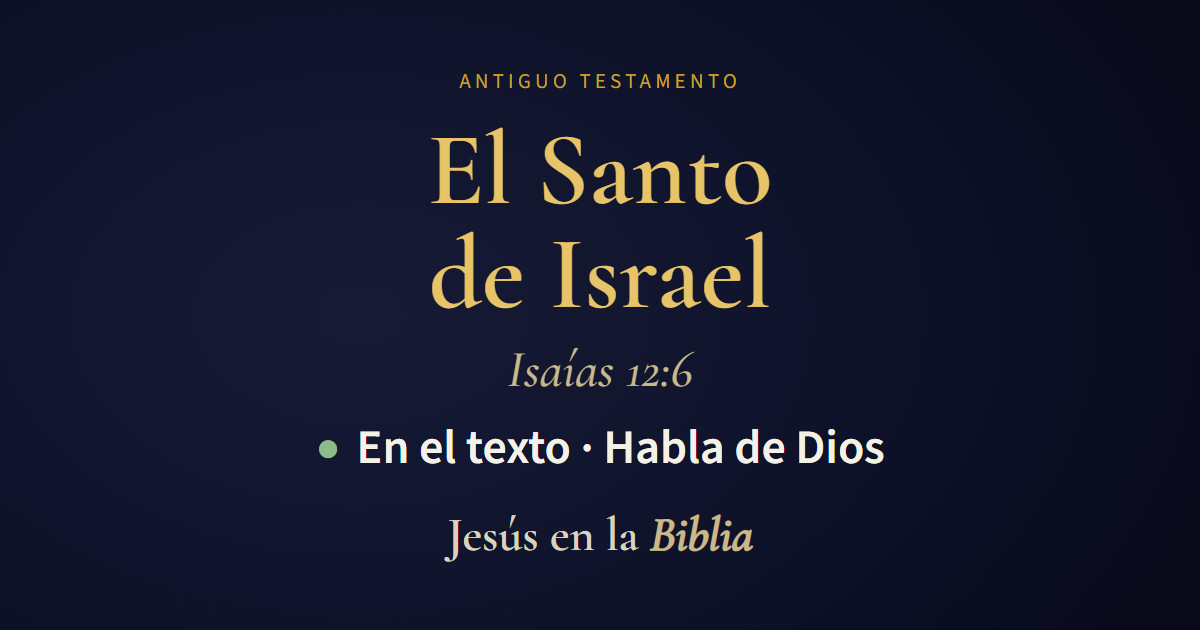 ANTIGUO TESTAMENTO
El Santo
de Israel
Isaías 12:6
En el texto · Habla de Dios
Jesús en la Biblia